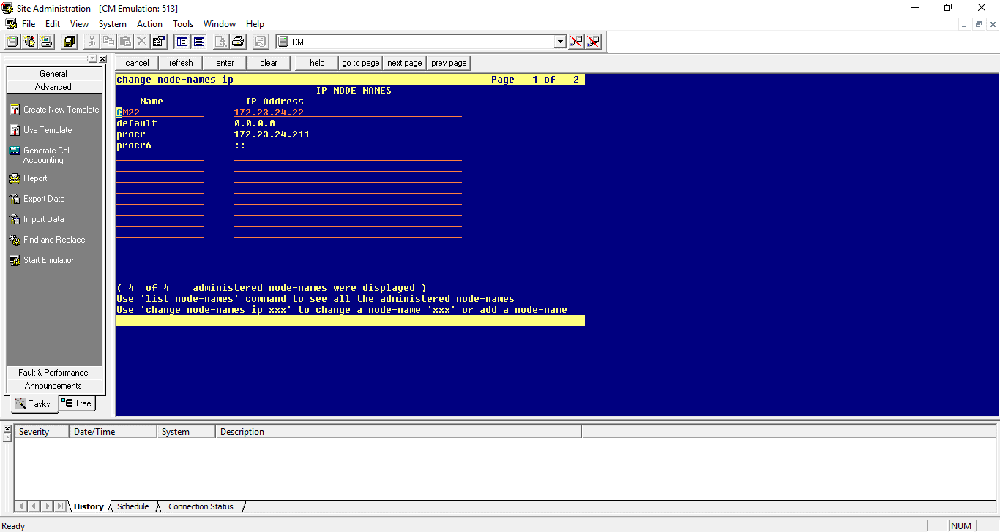 Site Administration - [CM Emulation: 513]
File Edit View System Action Tools Window Help
CM
cancel refresh enter clear help go to page next page prev page
General
Advanced
Create New Template
Use Template
Generate Call
Accounting
Report
Export Data
Import Data
Find and Replace
Start Emulation
Fault & Performance
Announcements
Tasks Tree
change node-names ip Page 1 of 2
IP NODE NAMES
Name IP Address
CM22 172.23.24.22
default 0.0.0.0
procr 172.23.24.211
procr6 ::
( 4 of 4 administered node-names were displayed )
Use 'list node-names' command to see all the administered node-names
Use 'change node-names ip xxx' to change a node-name 'xxx' or add a node-name
Severity Date/Time System Description
History Schedule Connection Status
Ready NUM